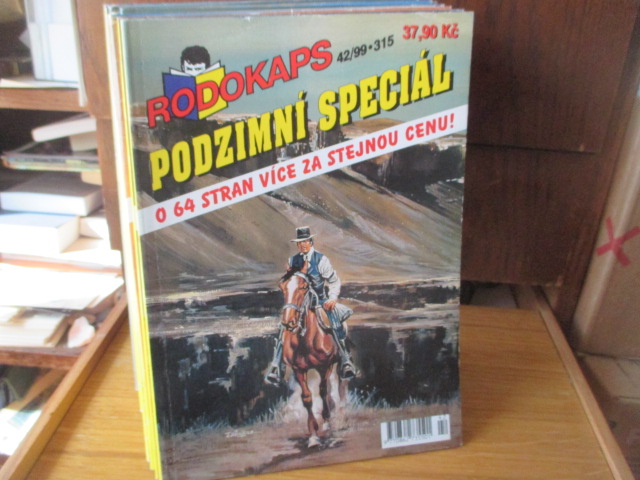 RODOKAPS
42/99•315
37,90 Kč
PODZIMNÍ SPECIÁL
O 64 STRAN VÍCE ZA STEJNOU CENU!